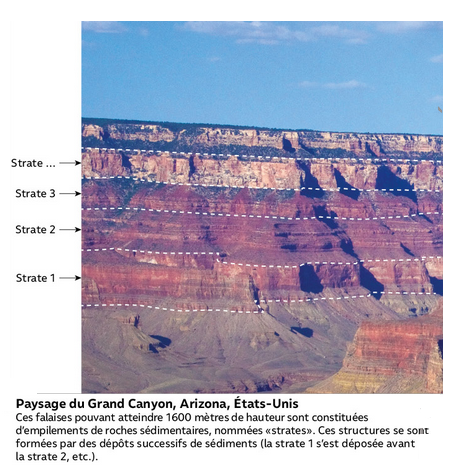 Strate ...
Strate 3
Strate 2
Strate 1
Paysage du Grand Canyon, Arizona, États-Unis
Ces falaises pouvant atteindre 1600 mètres de hauteur sont constituées
d'empilements de roches sédimentaires, nommées «strates». Ces structures se sont
formées par des dépôts successifs de sédiments (la strate 1 s'est déposée avant
la strate 2, etc.).